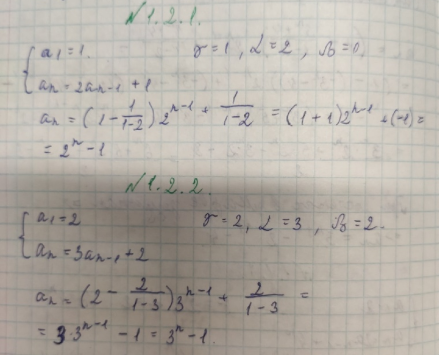 №1.2.1.
{ a₁ = 1. γ = 1, α = 2, β = 0,
aₙ = 2aₙ₋₁ + 1
aₙ = (1 - 1/(1-2)) 2ⁿ⁻¹ + 1/(1-2) = (1+1)2ⁿ⁻¹ + (-1) =
= 2ⁿ - 1
№1.2.2.
{ a₁ = 2 γ = 2, α = 3, β = 2.
aₙ = 3aₙ₋₁ + 2
aₙ = (2 - 2/(1-3)) 3ⁿ⁻¹ + 2/(1-3) =
= 3·3ⁿ⁻¹ - 1 = 3ⁿ - 1.